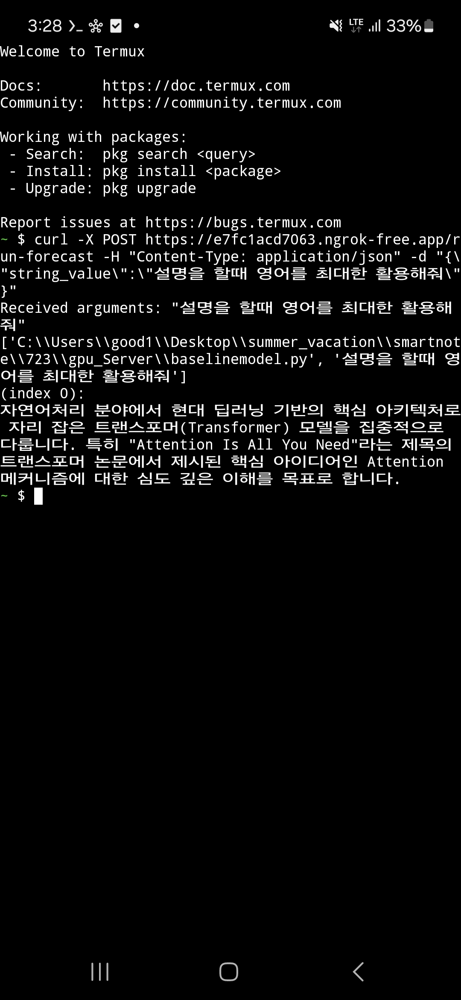 3:28 LTE 33%
Welcome to Termux
Docs: https://doc.termux.com
Community: https://community.termux.com
Working with packages:
- Search: pkg search <query>
- Install: pkg install <package>
- Upgrade: pkg upgrade
Report issues at https://bugs.termux.com
~ $ curl -X POST https://e7fc1acd7063.ngrok-free.app/r
un-forecast -H "Content-Type: application/json" -d "{\
"string_value\":\"설명을 할때 영어를 최대한 활용해줘\"
}"
Received arguments: "설명을 할때 영어를 최대한 활용해
줘"
['C:\\Users\\good1\\Desktop\\summer_vacation\\smartnot
e\\723\\gpu_Server\\baselinemodel.py', '설명을 할때 영
어를 최대한 활용해줘']
(index 0):
자연어처리 분야에서 현대 딥러닝 기반의 핵심 아키텍처로
자리 잡은 트랜스포머(Transformer) 모델을 집중적으로
다룹니다. 특히 "Attention Is All You Need"라는 제목의
트랜스포머 논문에서 제시된 핵심 아이디어인 Attention
메커니즘에 대한 심도 깊은 이해를 목표로 합니다.
~ $